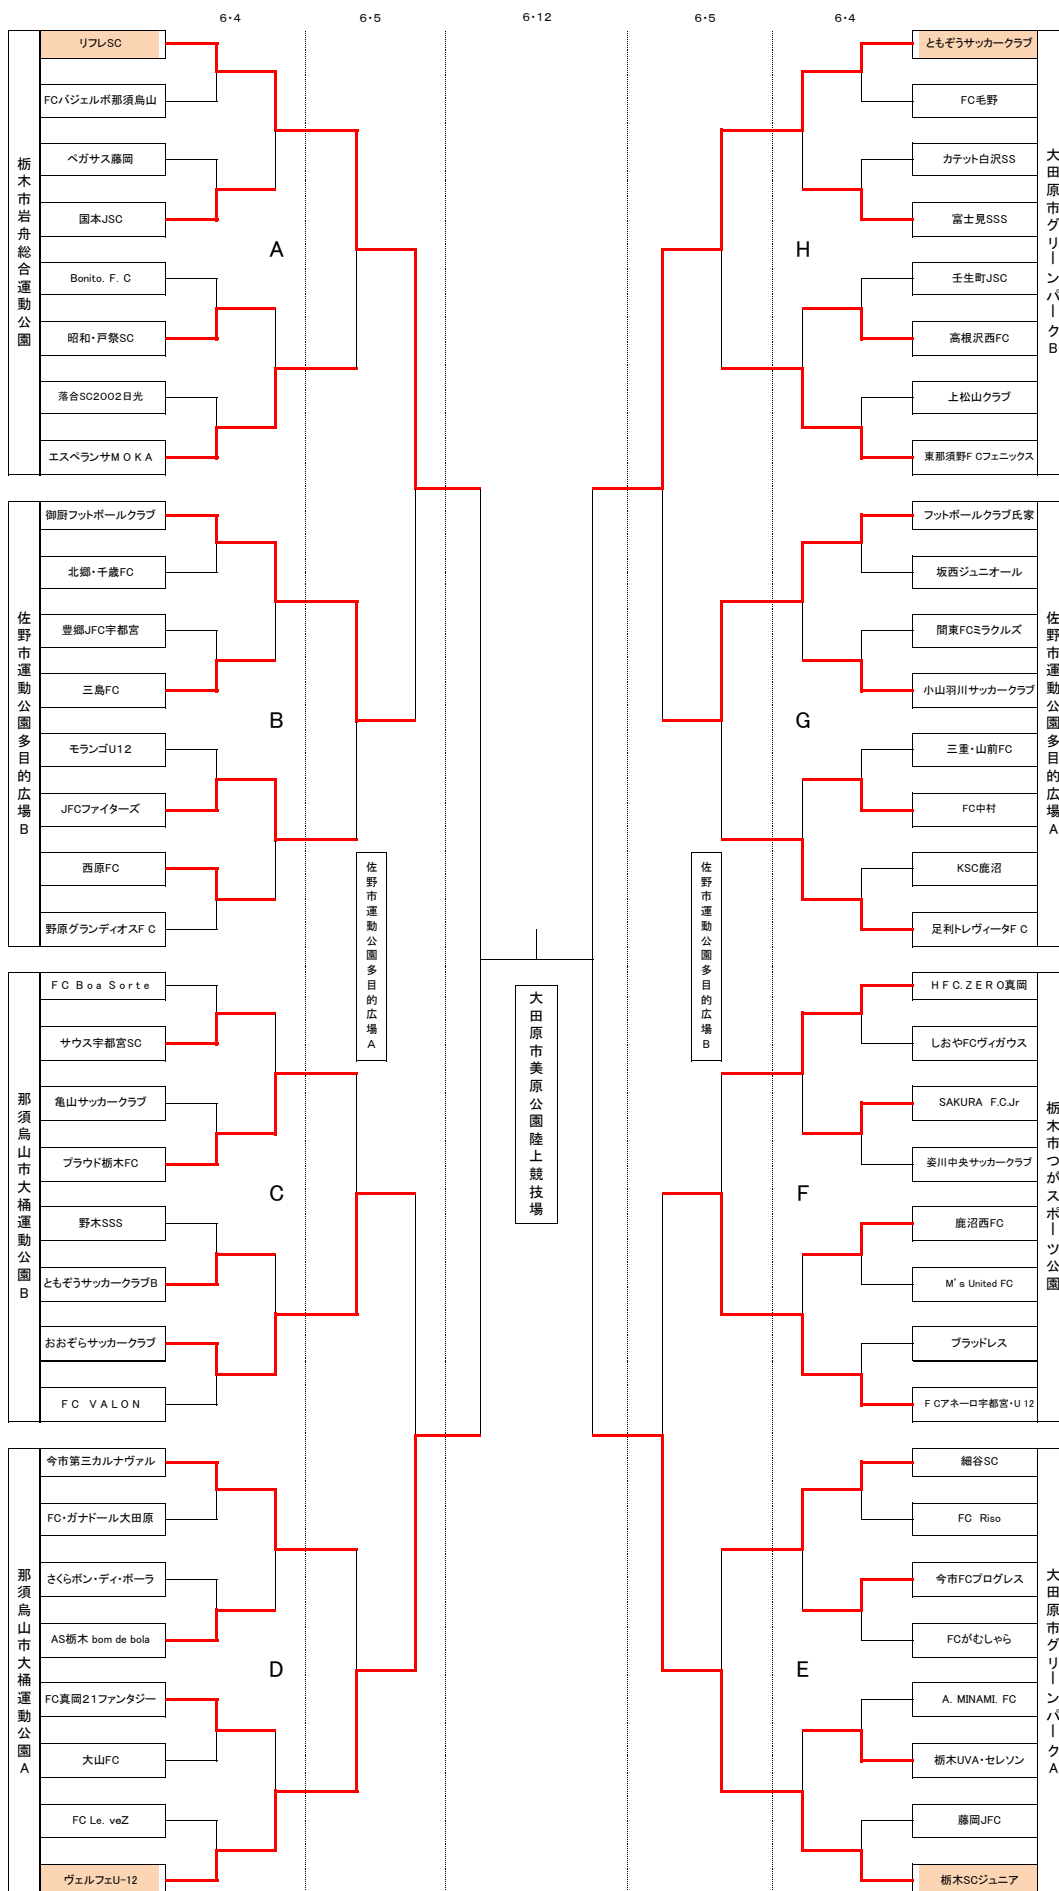 6・4
6・5
6・12
6・5
6・4
栃木市岩舟総合運動公園
リフレSC
FCバジェルボ那須烏山
ペガサス藤岡
国本JSC
Bonito. F. C
昭和・戸祭SC
落合SC2002日光
エスペランサMOKA
A
佐野市運動公園多目的広場B
御厨フットボールクラブ
北郷・千歳FC
豊郷JFC宇都宮
三島FC
モランゴU12
JFCファイターズ
西原FC
野原グランディオスFC
B
那須烏山市大桶運動公園B
FC Boa Sorte
サウス宇都宮SC
亀山サッカークラブ
プラウド栃木FC
野木SSS
ともぞうサッカークラブB
おおぞらサッカークラブ
FC VALON
C
那須烏山市大桶運動公園A
今市第三カルナヴァル
FC・ガナドール大田原
さくらボン・ディ・ボーラ
AS栃木 bom de bola
FC真岡21ファンタジー
大山FC
FC Le. veZ
ヴェルフェU-12
D
佐野市運動公園多目的広場A
大田原市美原公園陸上競技場
佐野市運動公園多目的広場B
H
ともぞうサッカークラブ
FC毛野
カテット白沢SS
富士見SSS
壬生町JSC
高根沢西FC
上松山クラブ
東那須野FCフェニックス
大田原市グリーンパークB
G
フットボールクラブ氏家
坂西ジュニオール
間東FCミラクルズ
小山羽川サッカークラブ
三重・山前FC
FC中村
KSC鹿沼
足利トレヴィータFC
佐野市運動公園多目的広場A
F
HFC.ZERO真岡
しおやFCヴィガウス
SAKURA F.C.Jr
姿川中央サッカークラブ
鹿沼西FC
M's United FC
ブラッドレス
FCアネーロ宇都宮・U12
栃木市つがスポーツ公園
E
細谷SC
FC Riso
今市FCプログレス
FCがむしゃら
A. MINAMI. FC
栃木UVA・セレソン
藤岡JFC
栃木SCジュニア
大田原市グリーンパークA